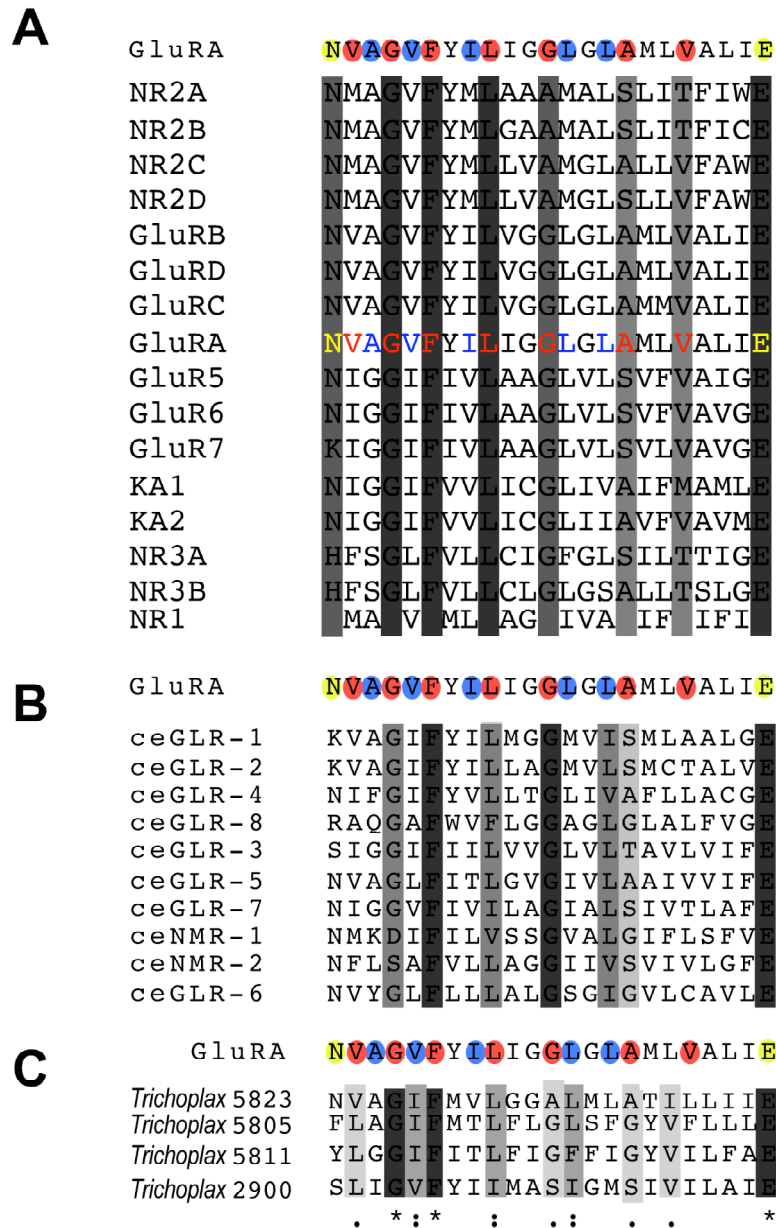 A
GluRA NVAGVFYILIGGLGLAMLVALIE
NR2A NMAGVFYMLAAAMALSLITFIWE
NR2B NMAGVFYMLGAAMALSLITFICE
NR2C NMAGVFYMLLVAMGLALLVFAWE
NR2D NMAGVFYMLLVAMGLSLLVFAWE
GluRB NVAGVFYILVGGLGLAMLVALIE
GluRD NVAGVFYILVGGLGLAMLVALIE
GluRC NVAGVFYILVGGLGLAMMVALIE
GluRA NVAGVFYILIGGLGLAMLVALIE
GluR5 NIGGIFIVLAAGLVLSVFVAIGE
GluR6 NIGGIFIVLAAGLVLSVFVAVGE
GluR7 KIGGIFIVLAAGLVLSVLVAVGE
KA1 NIGGIFVVLICGLIVAIFMAMLE
KA2 NIGGIFVVLICGLIIAVFVAVME
NR3A HFSGLFVLLCIGFGLSILTTIGE
NR3B HFSGLFVLLCLGLGSALLTSLGE
NR1 MA V ML AG IVA IF IFI
B
GluRA NVAGVFYILIGGLGLAMLVALIE
ceGLR-1 KVAGIFYILMGGMVISMLAALGE
ceGLR-2 KVAGIFYILLAGMVLSMCTALVE
ceGLR-4 NIFGIFYVLLTGLIVAFLLACGE
ceGLR-8 RAQGAFWVFLGGAGLGLALFVGE
ceGLR-3 SIGGIFIILVVGLVLTAVLVIFE
ceGLR-5 NVAGLFITLGVGIVLAAIVVIFE
ceGLR-7 NIGGVFIVILAGIALSIVTLAFE
ceNMR-1 NMKDIFILVSSGVALGIFLSFVE
ceNMR-2 NFLSAFVLLAGGIIVSVIVLGFE
ceGLR-6 NVYGLFLLLALGSGIGVLCAVLE
C
GluRA NVAGVFYILIGGLGLAMLVALIE
Trichoplax 5823 NVAGIFMVLGGALMLATILLIIE
Trichoplax 5805 FLAGIFMTLFLGLSFGYVFLLLE
Trichoplax 5811 YLGGIFITLFIGFFIGYVILFAE
Trichoplax 2900 SLIGVFYIIMASIGMSIVILAIE
. *:* : .: . . *